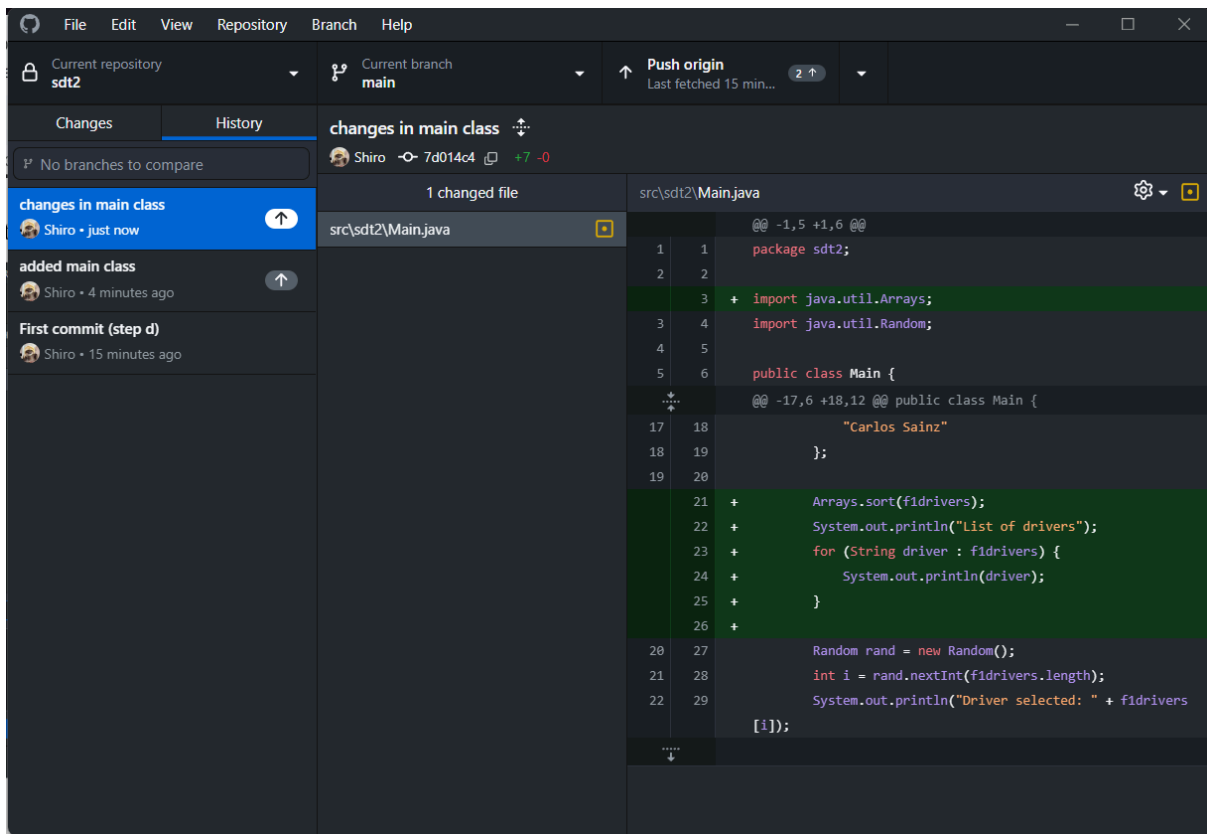 File Edit View Repository Branch Help
Current repository
sdt2
Current branch
main
Push origin
Last fetched 15 min...
2
Changes
History
No branches to compare
changes in main class
Shiro • just now
added main class
Shiro • 4 minutes ago
First commit (step d)
Shiro • 15 minutes ago
changes in main class
Shiro 7d014c4 +7 -0
1 changed file
src\sdt2\Main.java
src\sdt2\Main.java
@@ -1,5 +1,6 @@
1 1 package sdt2;
2 2
3 + import java.util.Arrays;
3 4 import java.util.Random;
4 5
5 6 public class Main {
@@ -17,6 +18,12 @@ public class Main {
17 18 "Carlos Sainz"
18 19 };
19 20
21 + Arrays.sort(f1drivers);
22 + System.out.println("List of drivers");
23 + for (String driver : f1drivers) {
24 + System.out.println(driver);
25 + }
26 +
20 27 Random rand = new Random();
21 28 int i = rand.nextInt(f1drivers.length);
22 29 System.out.println("Driver selected: " + f1drivers
[i]);